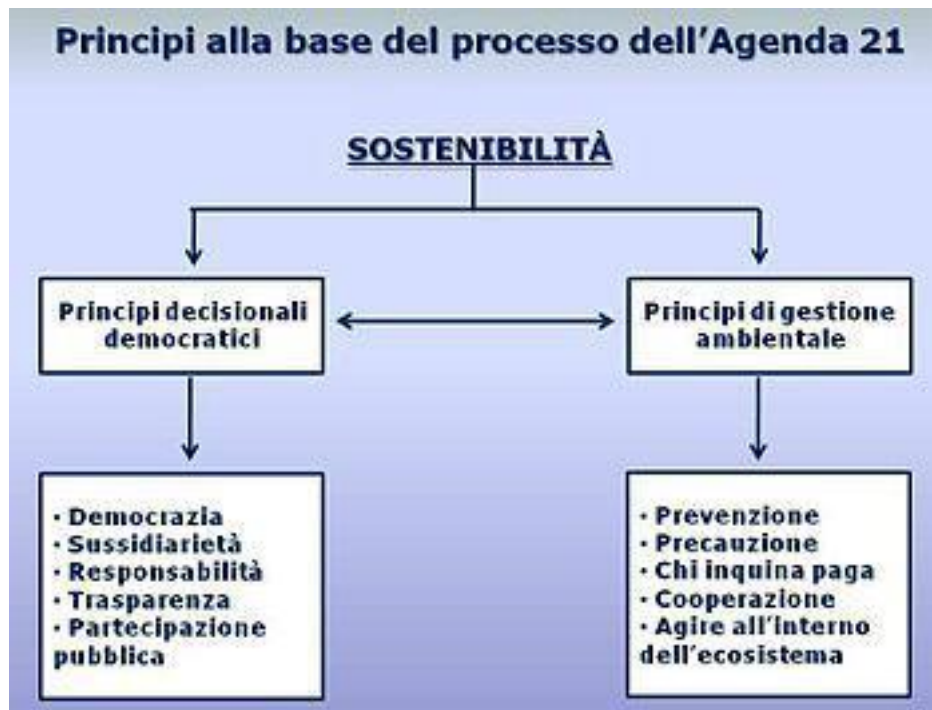 Principi alla base del processo dell'Agenda 21
SOSTENIBILITÀ
Principi decisionali
democratici
Principi di gestione
ambientale
· Democrazia
· Sussidiarietà
· Responsabilità
· Trasparenza
· Partecipazione
pubblica
· Prevenzione
· Precauzione
· Chi inquina paga
· Cooperazione
· Agire all'interno
dell'ecosistema